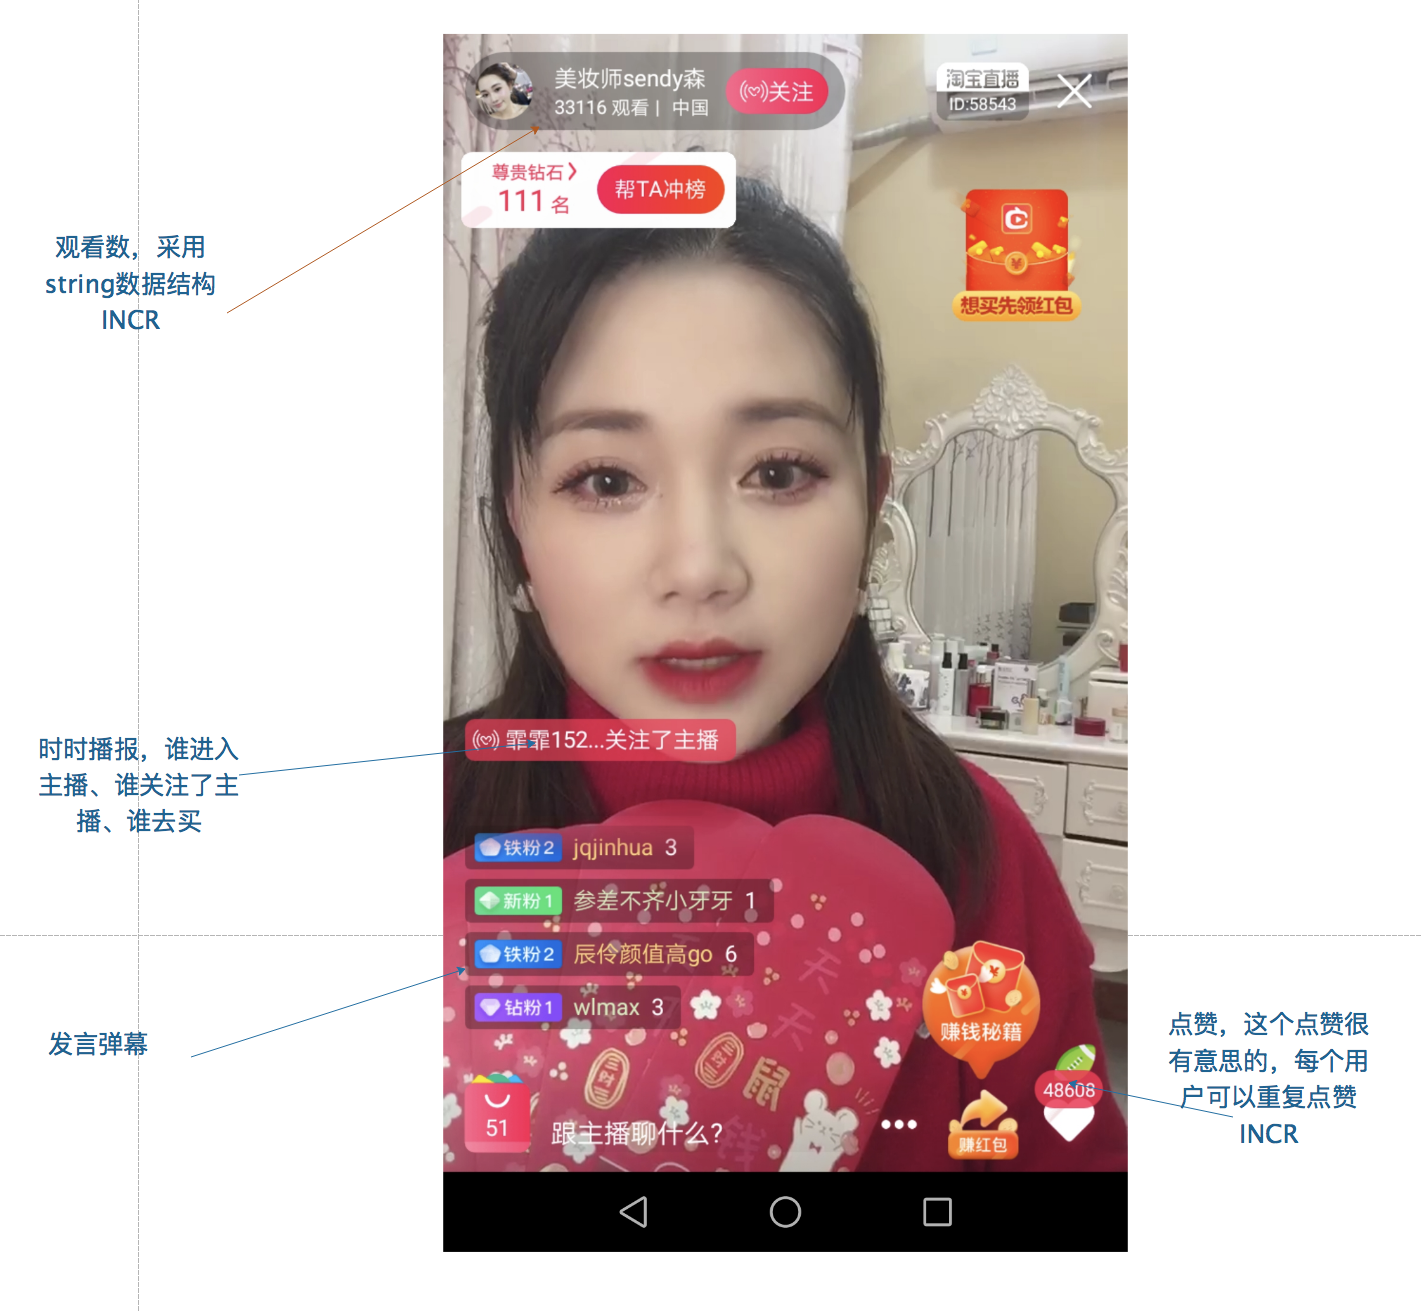 美妆师sendy森
33116 观看 | 中国
关注
淘宝直播
ID:58543
尊贵钻石
111 名
帮TA冲榜
想买先领红包
观看数，采用
string数据结构
INCR
霏霏152...关注了主播
时时播报，谁进入
主播、谁关注了主
播、谁去买
铁粉2 jqjinhua 3
新粉1 参差不齐小牙牙 1
铁粉2 辰伶颜值高go 6
钻粉1 wlmax 3
发言弹幕
天
天
鼠
钱
赚钱秘籍
点赞，这个点赞很
有意思的，每个用
户可以重复点赞
INCR
48608
51
跟主播聊什么?
赚红包